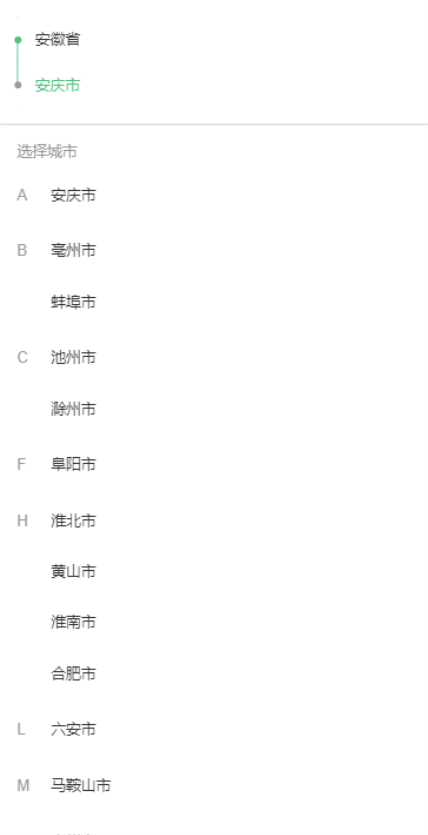 安徽省
安庆市
选择城市
A 安庆市
B 亳州市
蚌埠市
C 池州市
滁州市
F 阜阳市
H 淮北市
黄山市
淮南市
合肥市
L 六安市
M 马鞍山市